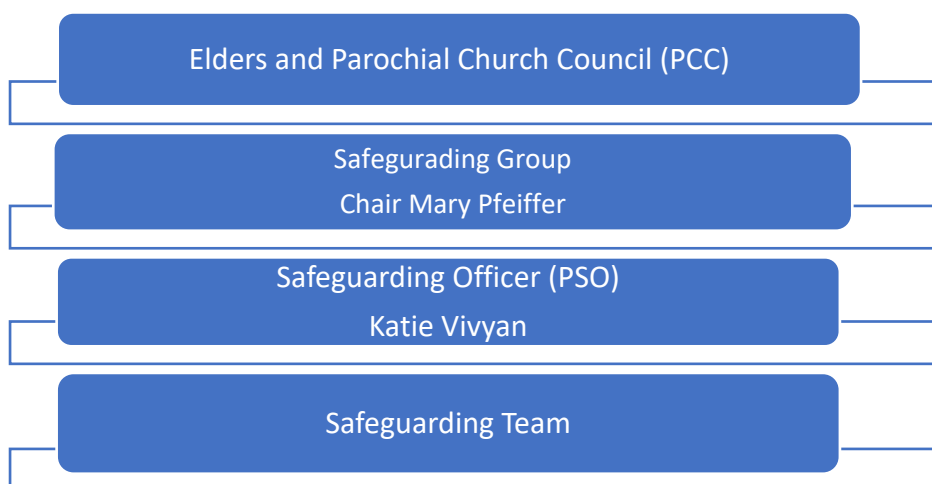 Elders and Parochial Church Council (PCC)
Safegurading Group
Chair Mary Pfeiffer
Safeguarding Officer (PSO)
Katie Vivyan
Safeguarding Team